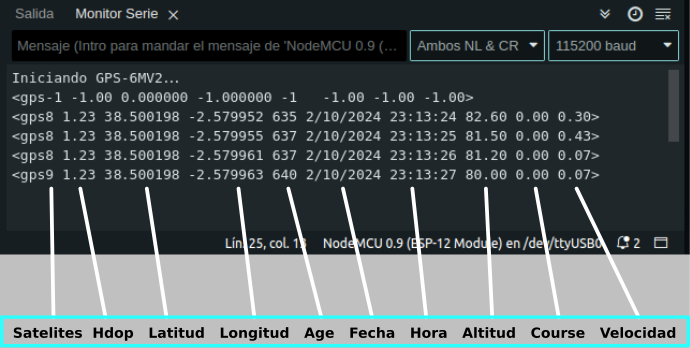 Salida Monitor Serie
Mensaje (Intro para mandar el mensaje de 'NodeMCU 0.9 (... Ambos NL & CR 115200 baud
Iniciando GPS-6MV2...
<gps-1 -1.00 0.000000 -1.000000 -1 -1.00 -1.00 -1.00>
<gps8 1.23 38.500198 -2.579952 635 2/10/2024 23:13:24 82.60 0.00 0.30>
<gps8 1.23 38.500198 -2.579955 637 2/10/2024 23:13:25 81.50 0.00 0.43>
<gps8 1.23 38.500198 -2.579961 637 2/10/2024 23:13:26 81.20 0.00 0.07>
<gps9 1.23 38.500198 -2.579963 640 2/10/2024 23:13:27 80.00 0.00 0.07>
25, col. NodeMCU 0.9 (ESP-12 Module) en /dev/ttyUSB0 2
Satelites Hdop Latitud Longitud Age Fecha Hora Altitud Course Velocidad